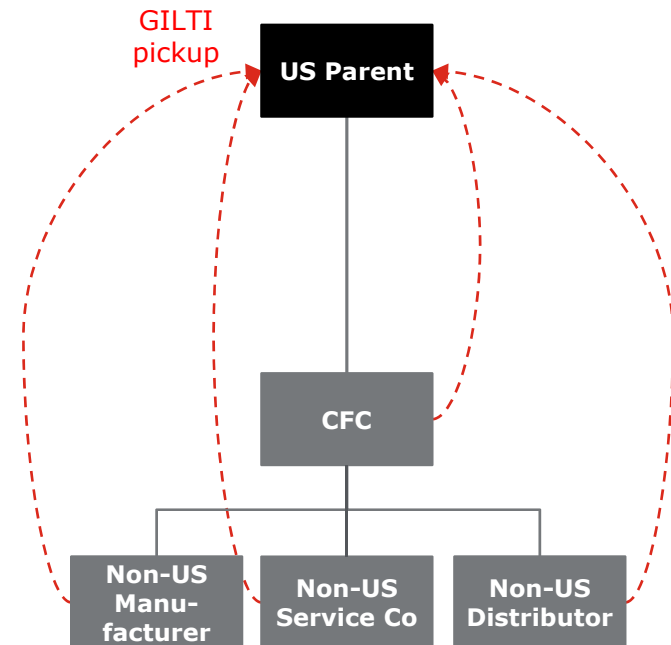 GILTI
pickup
US Parent
CFC
Non-US
Manu-
facturer
Non-US
Service Co
Non-US
Distributor